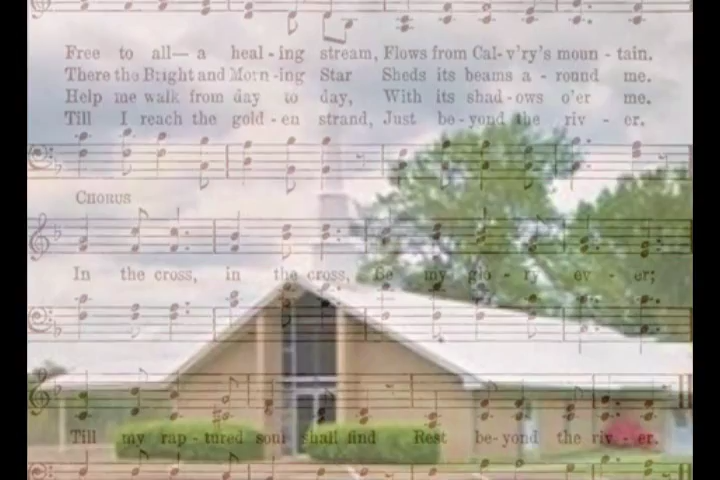 Free to all— a heal - ing stream, Flows from Cal - v'ry's moun - tain.
There the Bright and Morn - ing Star Sheds its beams a - round me.
Help me walk from day to day, With its shad - ows o'er me.
Till I reach the gold - en strand, Just be - yond the riv - er.
CHORUS
In the cross, in the cross, Be my glo - ry ev - er;
Till my rap - tured soul shall find Rest be - yond the riv - er.